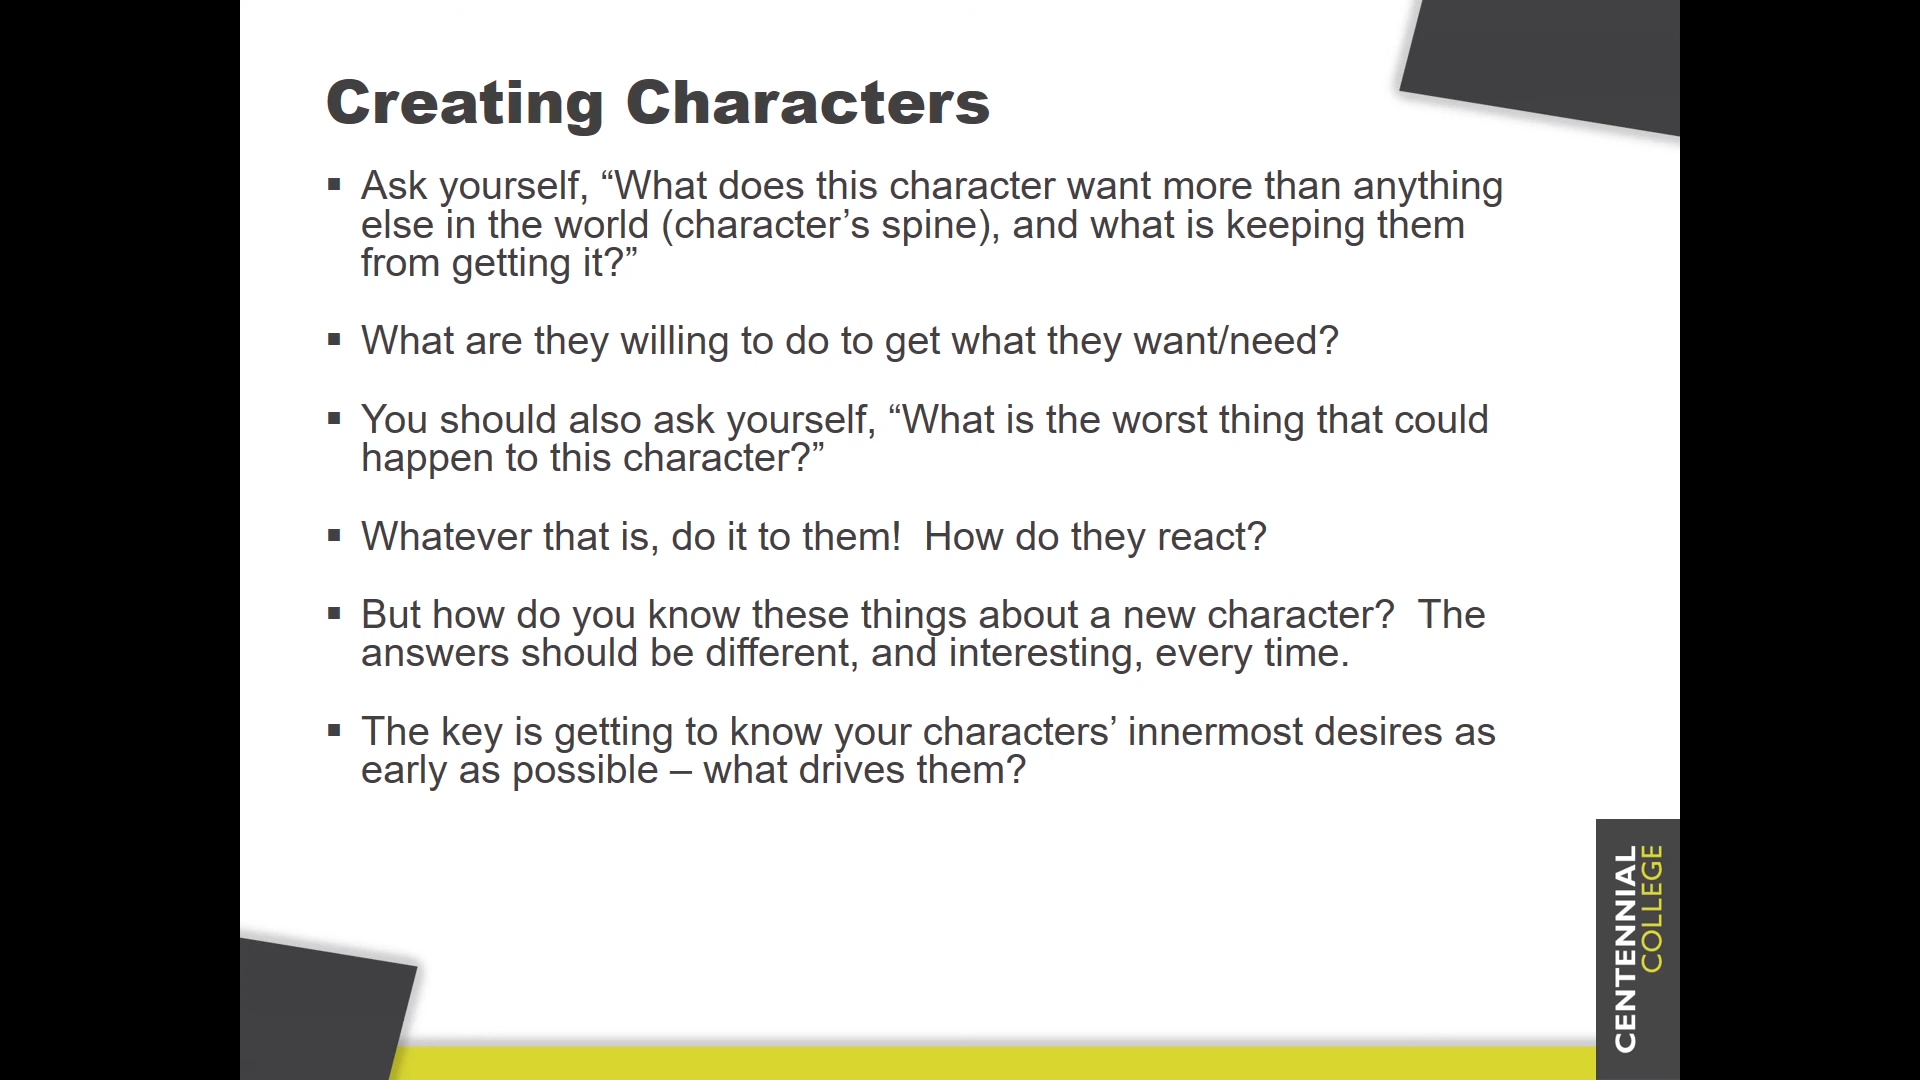 Creating Characters
▪ Ask yourself, “What does this character want more than anything
else in the world (character’s spine), and what is keeping them
from getting it?”
▪ What are they willing to do to get what they want/need?
▪ You should also ask yourself, “What is the worst thing that could
happen to this character?”
▪ Whatever that is, do it to them!  How do they react?
▪ But how do you know these things about a new character?  The
answers should be different, and interesting, every time.
▪ The key is getting to know your characters’ innermost desires as
early as possible – what drives them?
CENTENNIAL
COLLEGE